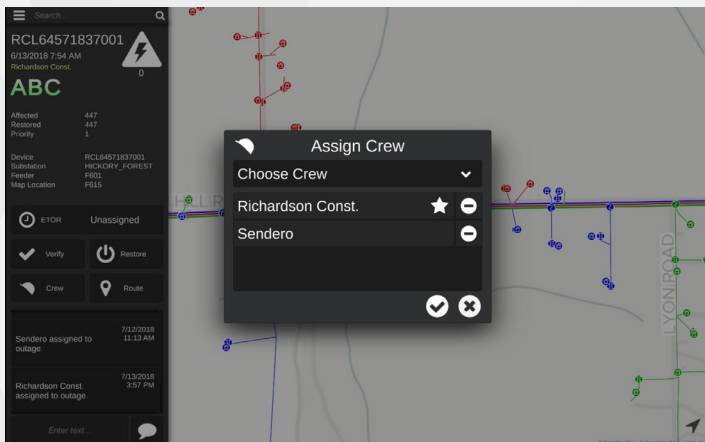 Search...
RCL64571837001
6/13/2018 7:54 AM
Richardson Const.
0
ABC
Affected 447
Restored 447
Priority 1
Device RCL64571837001
Substation HICKORY_FOREST
Feeder F601
Map Location F615
ETOR Unassigned
Verify Restore
Crew Route
Sendero assigned to outage. 7/12/2018 11:13 AM
Richardson Const. assigned to outage. 7/13/2018 3:57 PM
Enter text...
Assign Crew
Choose Crew
Richardson Const.
Sendero
HILL R
LYON ROAD